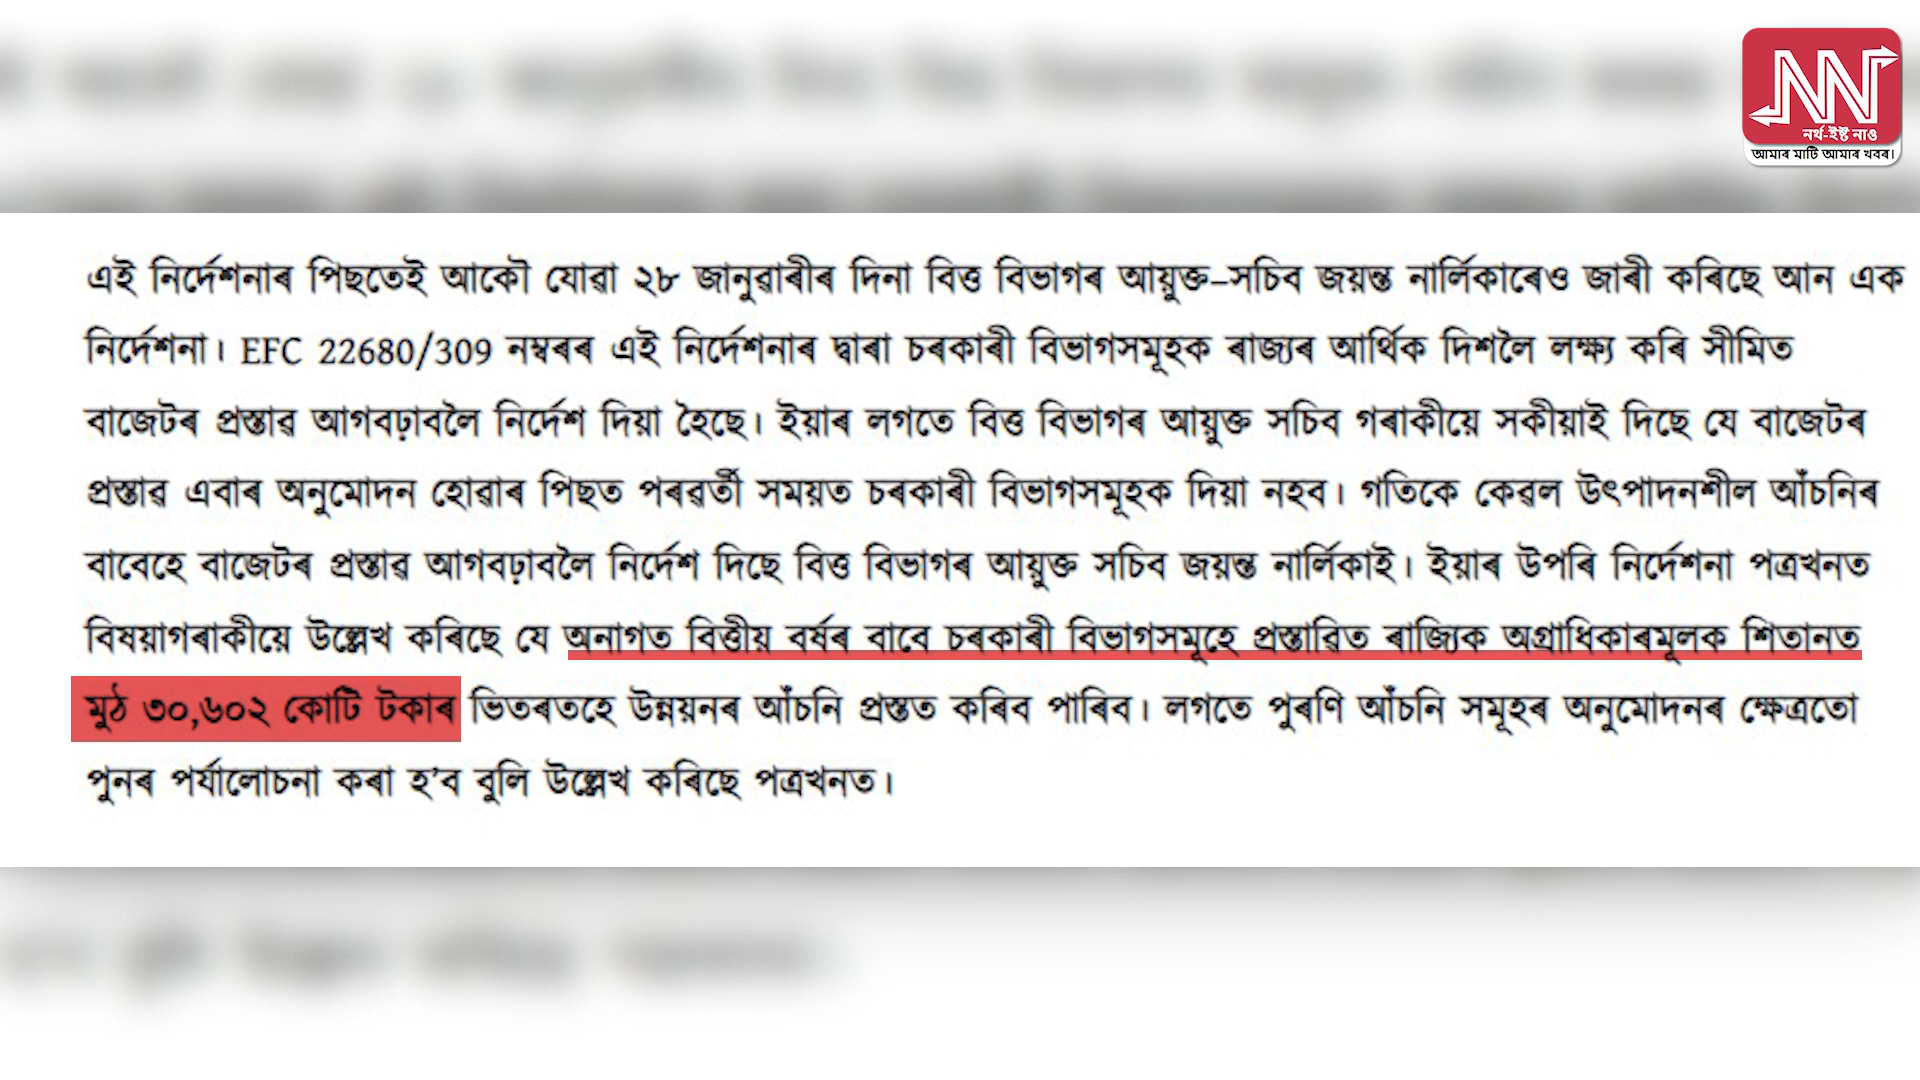 নৰ্থ-ইষ্ট নাও
আমাৰ মাটি আমাৰ খবৰ।
এই নিৰ্দেশনাৰ পিছতেই আকৌ যোৱা ২৮ জানুৱাৰীৰ দিনা বিত্ত বিভাগৰ আয়ুক্ত–সচিব জয়ন্ত নাৰ্লিকাৰেও জাৰী কৰিছে আন এক
নিৰ্দেশনা। EFC 22680/309 নম্বৰৰ এই নিৰ্দেশনাৰ দ্বাৰা চৰকাৰী বিভাগসমূহক ৰাজ্যৰ আৰ্থিক দিশলৈ লক্ষ্য কৰি সীমিত
বাজেটৰ প্ৰস্তাৱ আগবঢ়াবলৈ নিৰ্দেশ দিয়া হৈছে। ইয়াৰ লগতে বিত্ত বিভাগৰ আয়ুক্ত সচিব গৰাকীয়ে সকীয়াই দিছে যে বাজেটৰ
প্ৰস্তাৱ এবাৰ অনুমোদন হোৱাৰ পিছত পৰৱৰ্তী সময়ত চৰকাৰী বিভাগসমূহক দিয়া নহব। গতিকে কেৱল উৎপাদনশীল আঁচনিৰ
বাবেহে বাজেটৰ প্ৰস্তাৱ আগবঢ়াবলৈ নিৰ্দেশ দিছে বিত্ত বিভাগৰ আয়ুক্ত সচিব জয়ন্ত নাৰ্লিকাই। ইয়াৰ উপৰি নিৰ্দেশনা পত্ৰখনত
বিষয়াগৰাকীয়ে উল্লেখ কৰিছে যে অনাগত বিত্তীয় বৰ্ষৰ বাবে চৰকাৰী বিভাগসমূহে প্ৰস্তাৱিত ৰাজ্যিক অগ্ৰাধিকাৰমূলক শিতানত
মুঠ ৩০,৬০২ কোটি টকাৰ ভিতৰতহে উন্নয়নৰ আঁচনি প্ৰস্তত কৰিব পাৰিব। লগতে পুৰণি আঁচনি সমূহৰ অনুমোদনৰ ক্ষেত্ৰতো
পুনৰ পৰ্যালোচনা কৰা হ’ব বুলি উল্লেখ কৰিছে পত্ৰখনত।